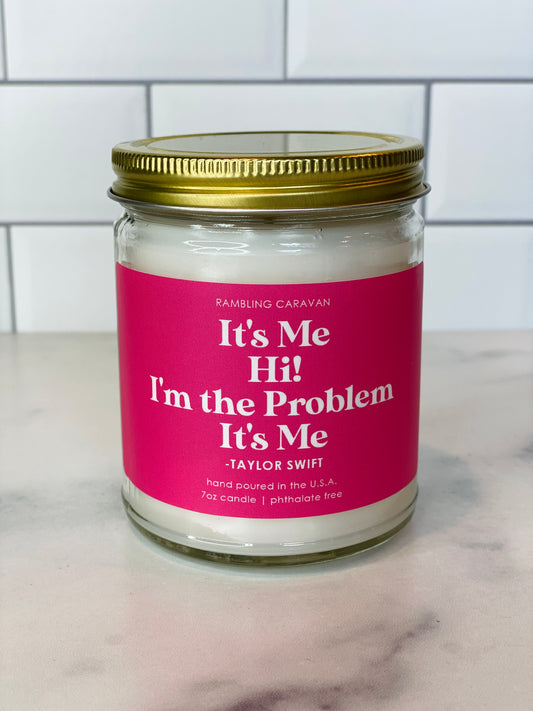 RAMBLING CARAVAN
It's Me
Hi!
I'm the Problem
It's Me
-TAYLOR SWIFT
hand poured in the U.S.A.
7oz candle | phthalate free